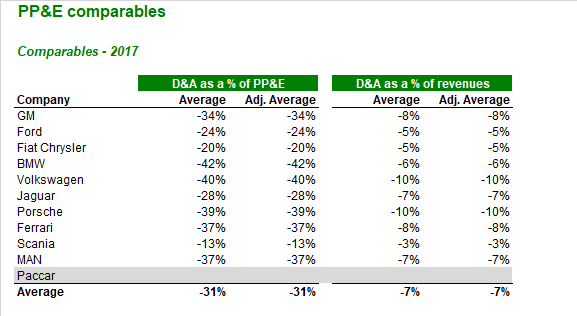 PP&E comparables
Comparables - 2017
D&A as a % of PP&E D&A as a % of revenues
Company Average Adj. Average Average Adj. Average
GM -34% -34% -8% -8%
Ford -24% -24% -5% -5%
Fiat Chrysler -20% -20% -5% -5%
BMW -42% -42% -6% -6%
Volkswagen -40% -40% -10% -10%
Jaguar -28% -28% -7% -7%
Porsche -39% -39% -10% -10%
Ferrari -37% -37% -8% -8%
Scania -13% -13% -3% -3%
MAN -37% -37% -7% -7%
Paccar
Average -31% -31% -7% -7%